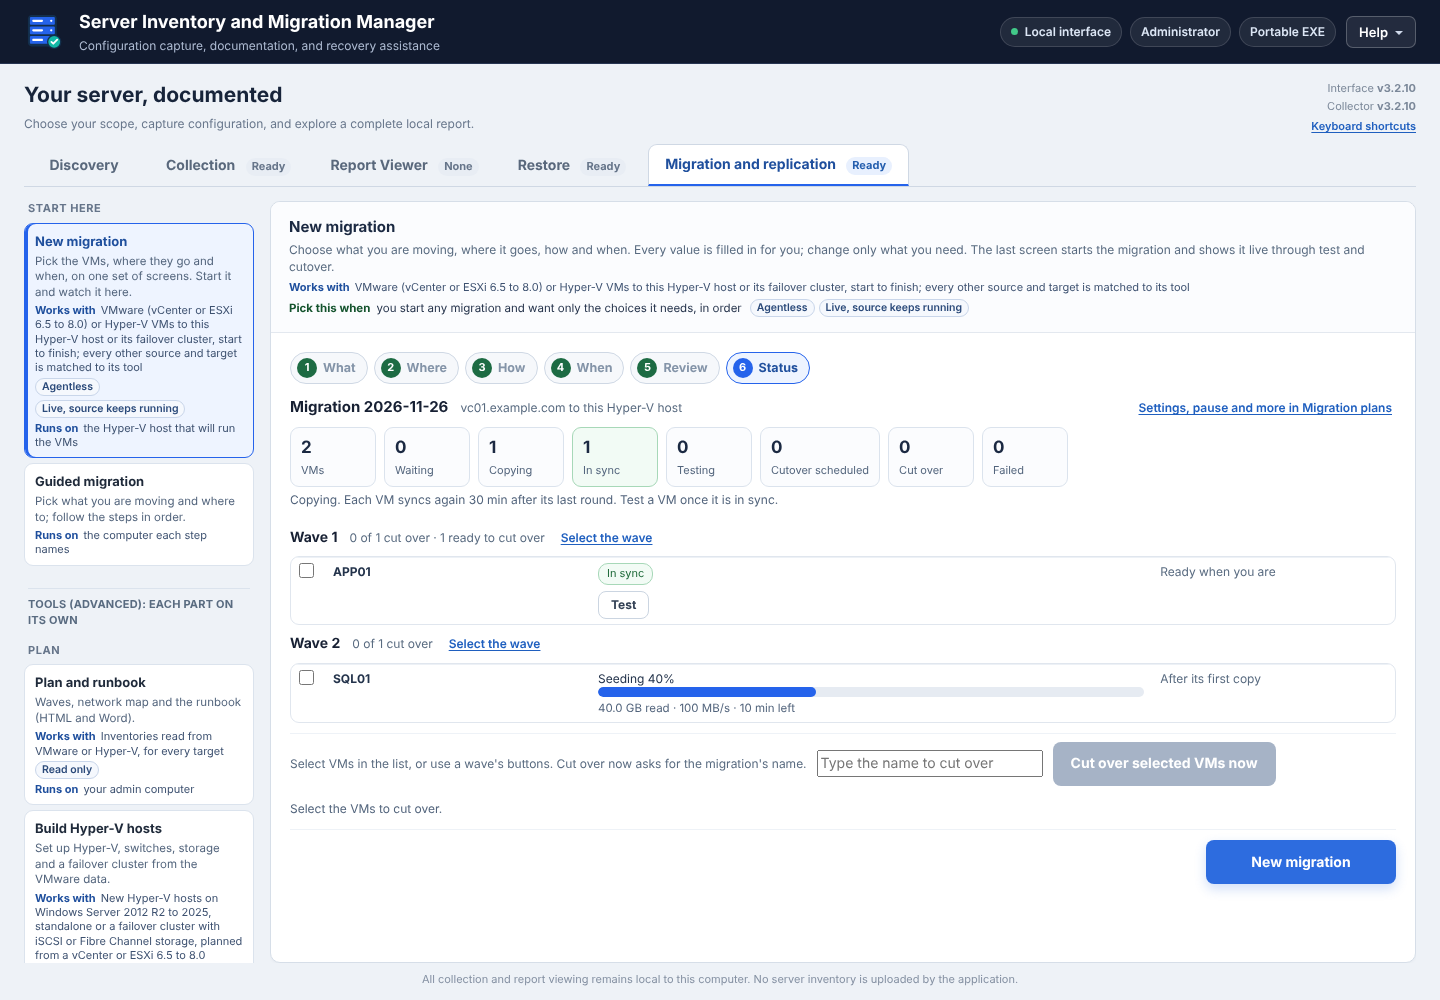 Server Inventory and Migration Manager
Configuration capture, documentation, and recovery assistance
Local interface
Administrator
Portable EXE
Help
Your server, documented
Choose your scope, capture configuration, and explore a complete local report.
Interface v3.2.10
Collector v3.2.10
Keyboard shortcuts
Discovery
Collection Ready
Report Viewer None
Restore Ready
Migration and replication Ready
START HERE
New migration
Pick the VMs, where they go and
when, on one set of screens. Start it
and watch it here.
Works with VMware (vCenter or ESXi
6.5 to 8.0) or Hyper-V VMs to this
Hyper-V host or its failover cluster, start
to finish; every other source and target
is matched to its tool
Agentless
Live, source keeps running
Runs on the Hyper-V host that will run
the VMs
Guided migration
Pick what you are moving and where
to; follow the steps in order.
Runs on the computer each step
names
TOOLS (ADVANCED): EACH PART ON
ITS OWN
PLAN
Plan and runbook
Waves, network map and the runbook
(HTML and Word).
Works with Inventories read from
VMware or Hyper-V, for every target
Read only
Runs on your admin computer
Build Hyper-V hosts
Set up Hyper-V, switches, storage
and a failover cluster from the
VMware data.
Works with New Hyper-V hosts on
Windows Server 2012 R2 to 2025,
standalone or a failover cluster with
iSCSI or Fibre Channel storage, planned
from a vCenter or ESXi 6.5 to 8.0
New migration
Choose what you are moving, where it goes, how and when. Every value is filled in for you; change only what you need. The last screen starts the migration and shows it live through test and
cutover.
Works with VMware (vCenter or ESXi 6.5 to 8.0) or Hyper-V VMs to this Hyper-V host or its failover cluster, start to finish; every other source and target is matched to its tool
Pick this when you start any migration and want only the choices it needs, in order Agentless Live, source keeps running
1 What
2 Where
3 How
4 When
5 Review
6 Status
Migration 2026-11-26 vc01.example.com to this Hyper-V host
Settings, pause and more in Migration plans
2 VMs
0 Waiting
1 Copying
1 In sync
0 Testing
0 Cutover scheduled
0 Cut over
0 Failed
Copying. Each VM syncs again 30 min after its last round. Test a VM once it is in sync.
Wave 1 0 of 1 cut over · 1 ready to cut over Select the wave
APP01
In sync
Test
Ready when you are
Wave 2 0 of 1 cut over Select the wave
SQL01
Seeding 40%
40.0 GB read · 100 MB/s · 10 min left
After its first copy
Select VMs in the list, or use a wave's buttons. Cut over now asks for the migration's name.
Type the name to cut over
Cut over selected VMs now
Select the VMs to cut over.
New migration
All collection and report viewing remains local to this computer. No server inventory is uploaded by the application.